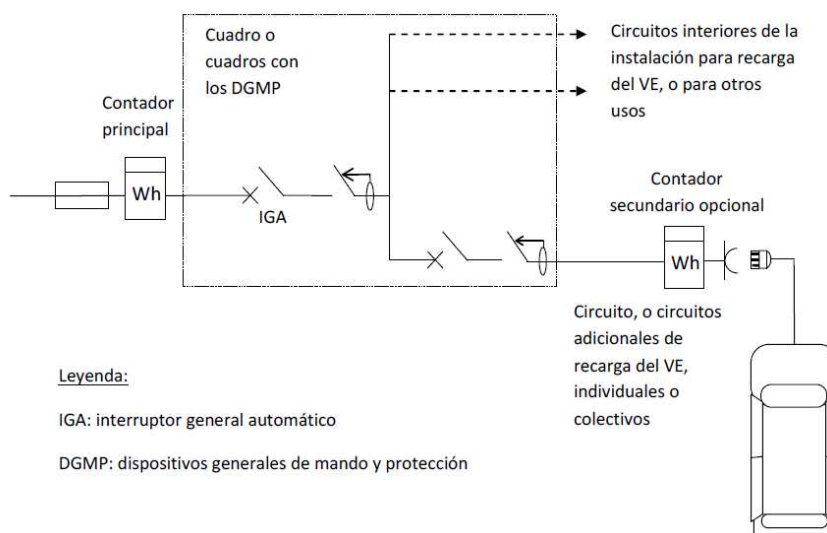 Cuadro o
cuadros con
los DGMP
Circuitos interiores de la
instalación para recarga
del VE, o para otros
usos
Contador
principal
Wh
IGA
Contador
secundario opcional
Wh
Circuito, o circuitos
adicionales de
recarga del VE,
individuales o
colectivos
Leyenda:
IGA: interruptor general automático
DGMP: dispositivos generales de mando y protección